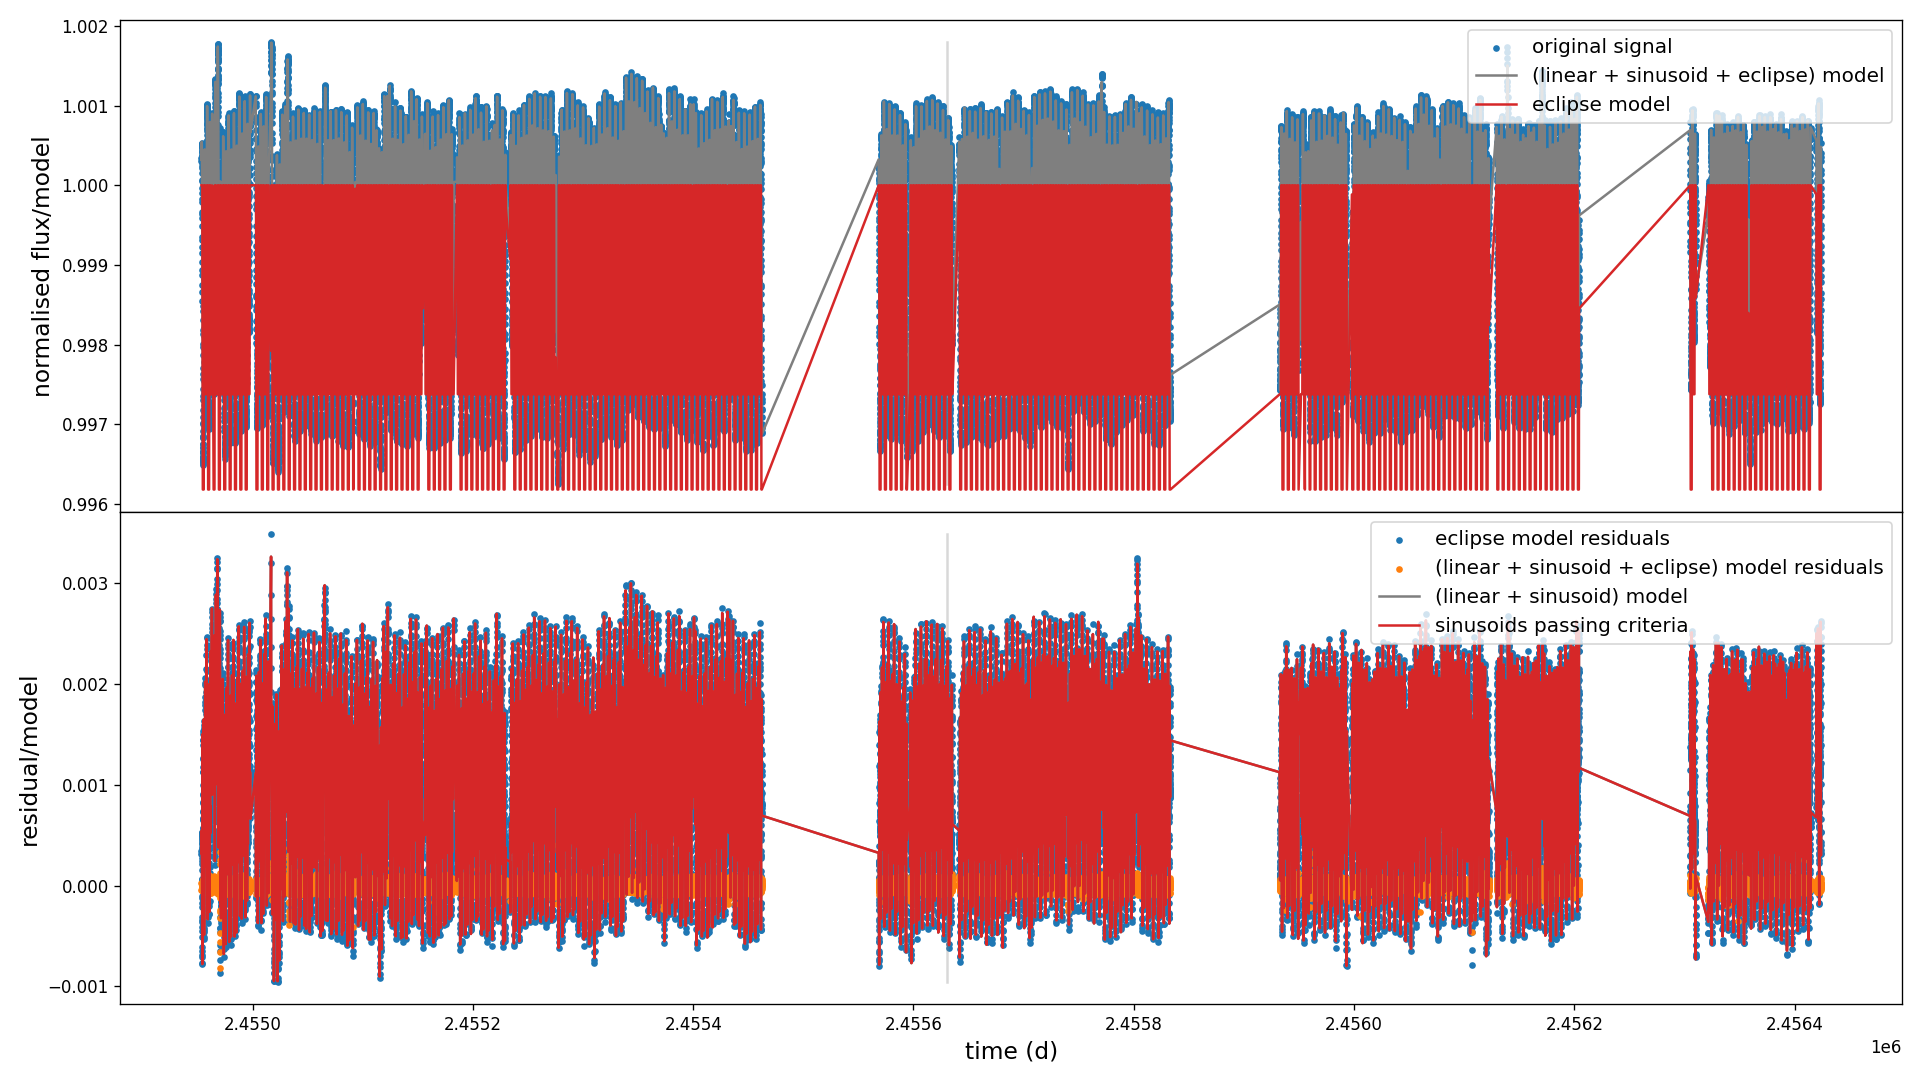 1.002
1.001
1.000
0.999
0.998
0.997
0.996
normalised flux/model
original signal
(linear + sinusoid + eclipse) model
eclipse model
0.003
0.002
0.001
0.000
−0.001
residual/model
eclipse model residuals
(linear + sinusoid + eclipse) model residuals
(linear + sinusoid) model
sinusoids passing criteria
2.4550
2.4552
2.4554
2.4556
2.4558
2.4560
2.4562
2.4564
time (d)
1e6